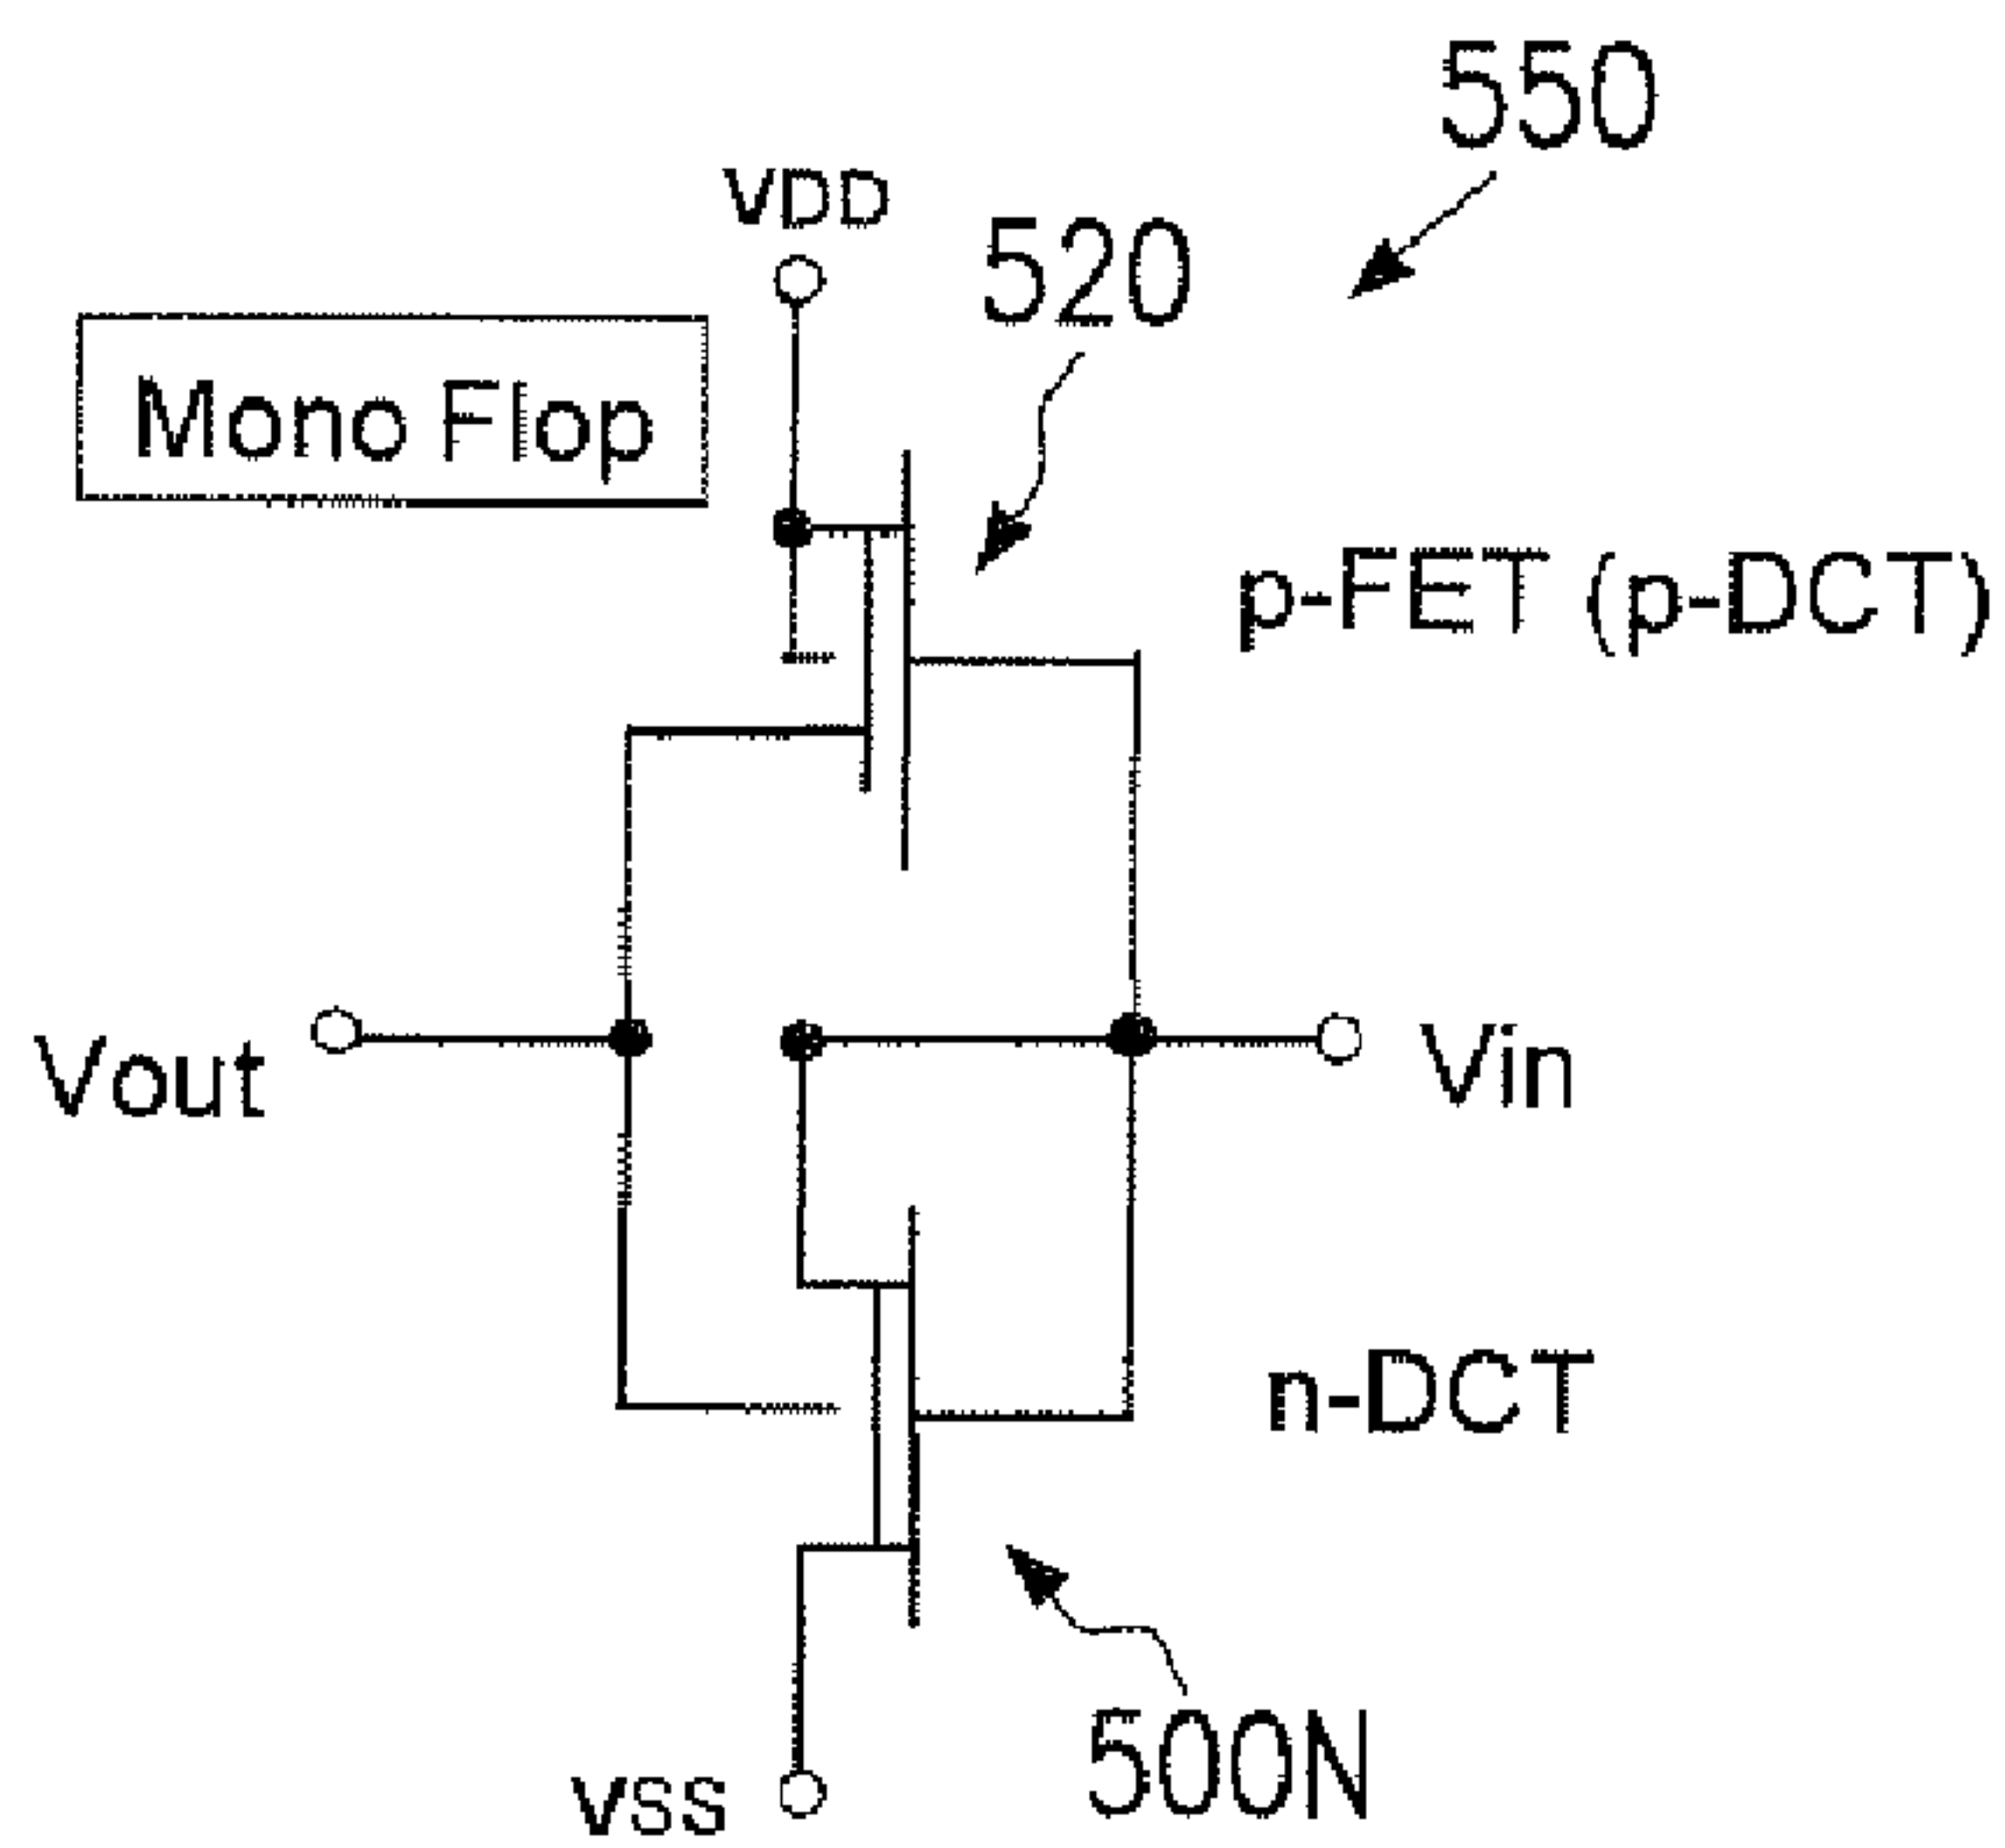 550
VDD
520
Mono Flop
p-FET (p-DCT)
Vout
Vin
n-DCT
500N
VSS